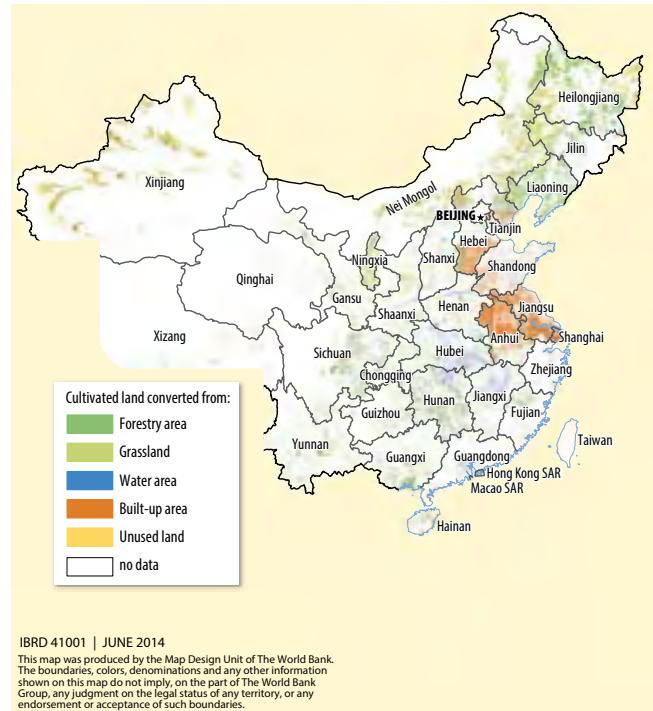 Heilongjiang
Jilin
Liaoning
Xinjiang
Nei Mongol
BEIJING
Tianjin
Hebei
Ningxia
Shanxi
Shandong
Qinghai
Gansu
Shaanxi
Henan
Jiangsu
Xizang
Anhui
Shanghai
Sichuan
Hubei
Zhejiang
Chongqing
Hunan
Jiangxi
Guizhou
Fujian
Yunnan
Guangxi
Guangdong
Taiwan
Hong Kong SAR
Macao SAR
Hainan
Cultivated land converted from:
Forestry area
Grassland
Water area
Built-up area
Unused land
no data
IBRD 41001 | JUNE 2014
This map was produced by the Map Design Unit of The World Bank.
The boundaries, colors, denominations and any other information
shown on this map do not imply, on the part of The World Bank
Group, any judgment on the legal status of any territory, or any
endorsement or acceptance of such boundaries.